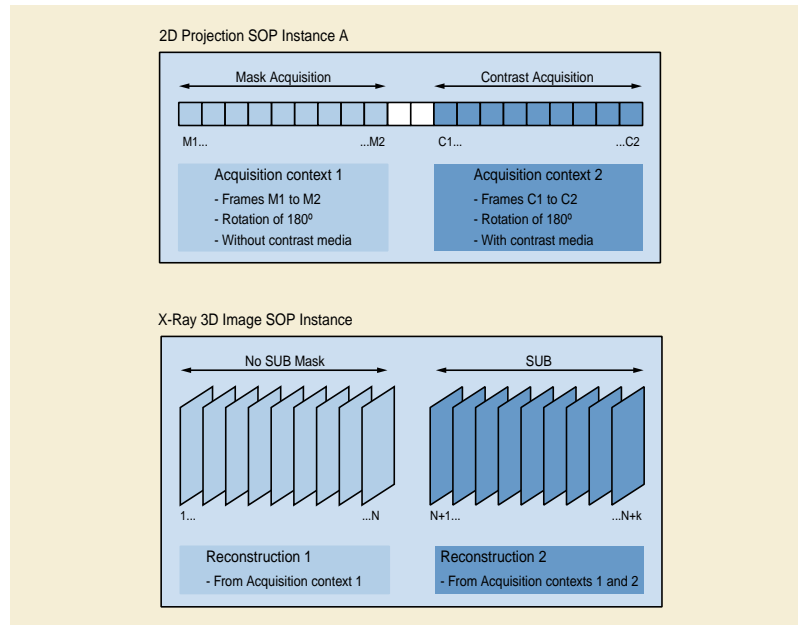 2D Projection SOP Instance A
Mask Acquisition
Contrast Acquisition
M1...
...M2
C1...
...C2
Acquisition context 1
- Frames M1 to M2
- Rotation of 180º
- Without contrast media
Acquisition context 2
- Frames C1 to C2
- Rotation of 180º
- With contrast media
X-Ray 3D Image SOP Instance
No SUB Mask
SUB
1...
...N
N+1...
...N+k
Reconstruction 1
- From Acquisition context 1
Reconstruction 2
- From Acquisition contexts 1 and 2